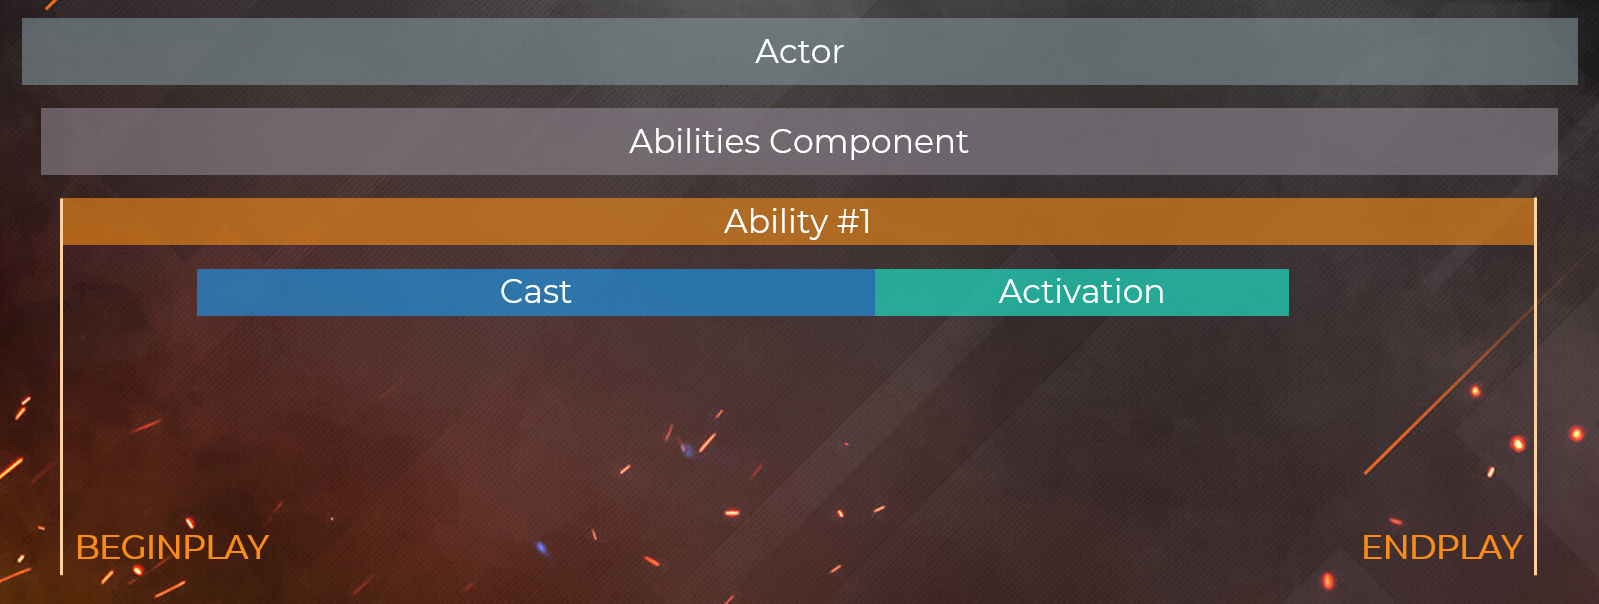 Actor
Abilities Component
Ability #1
Cast
Activation
BEGINPLAY
ENDPLAY